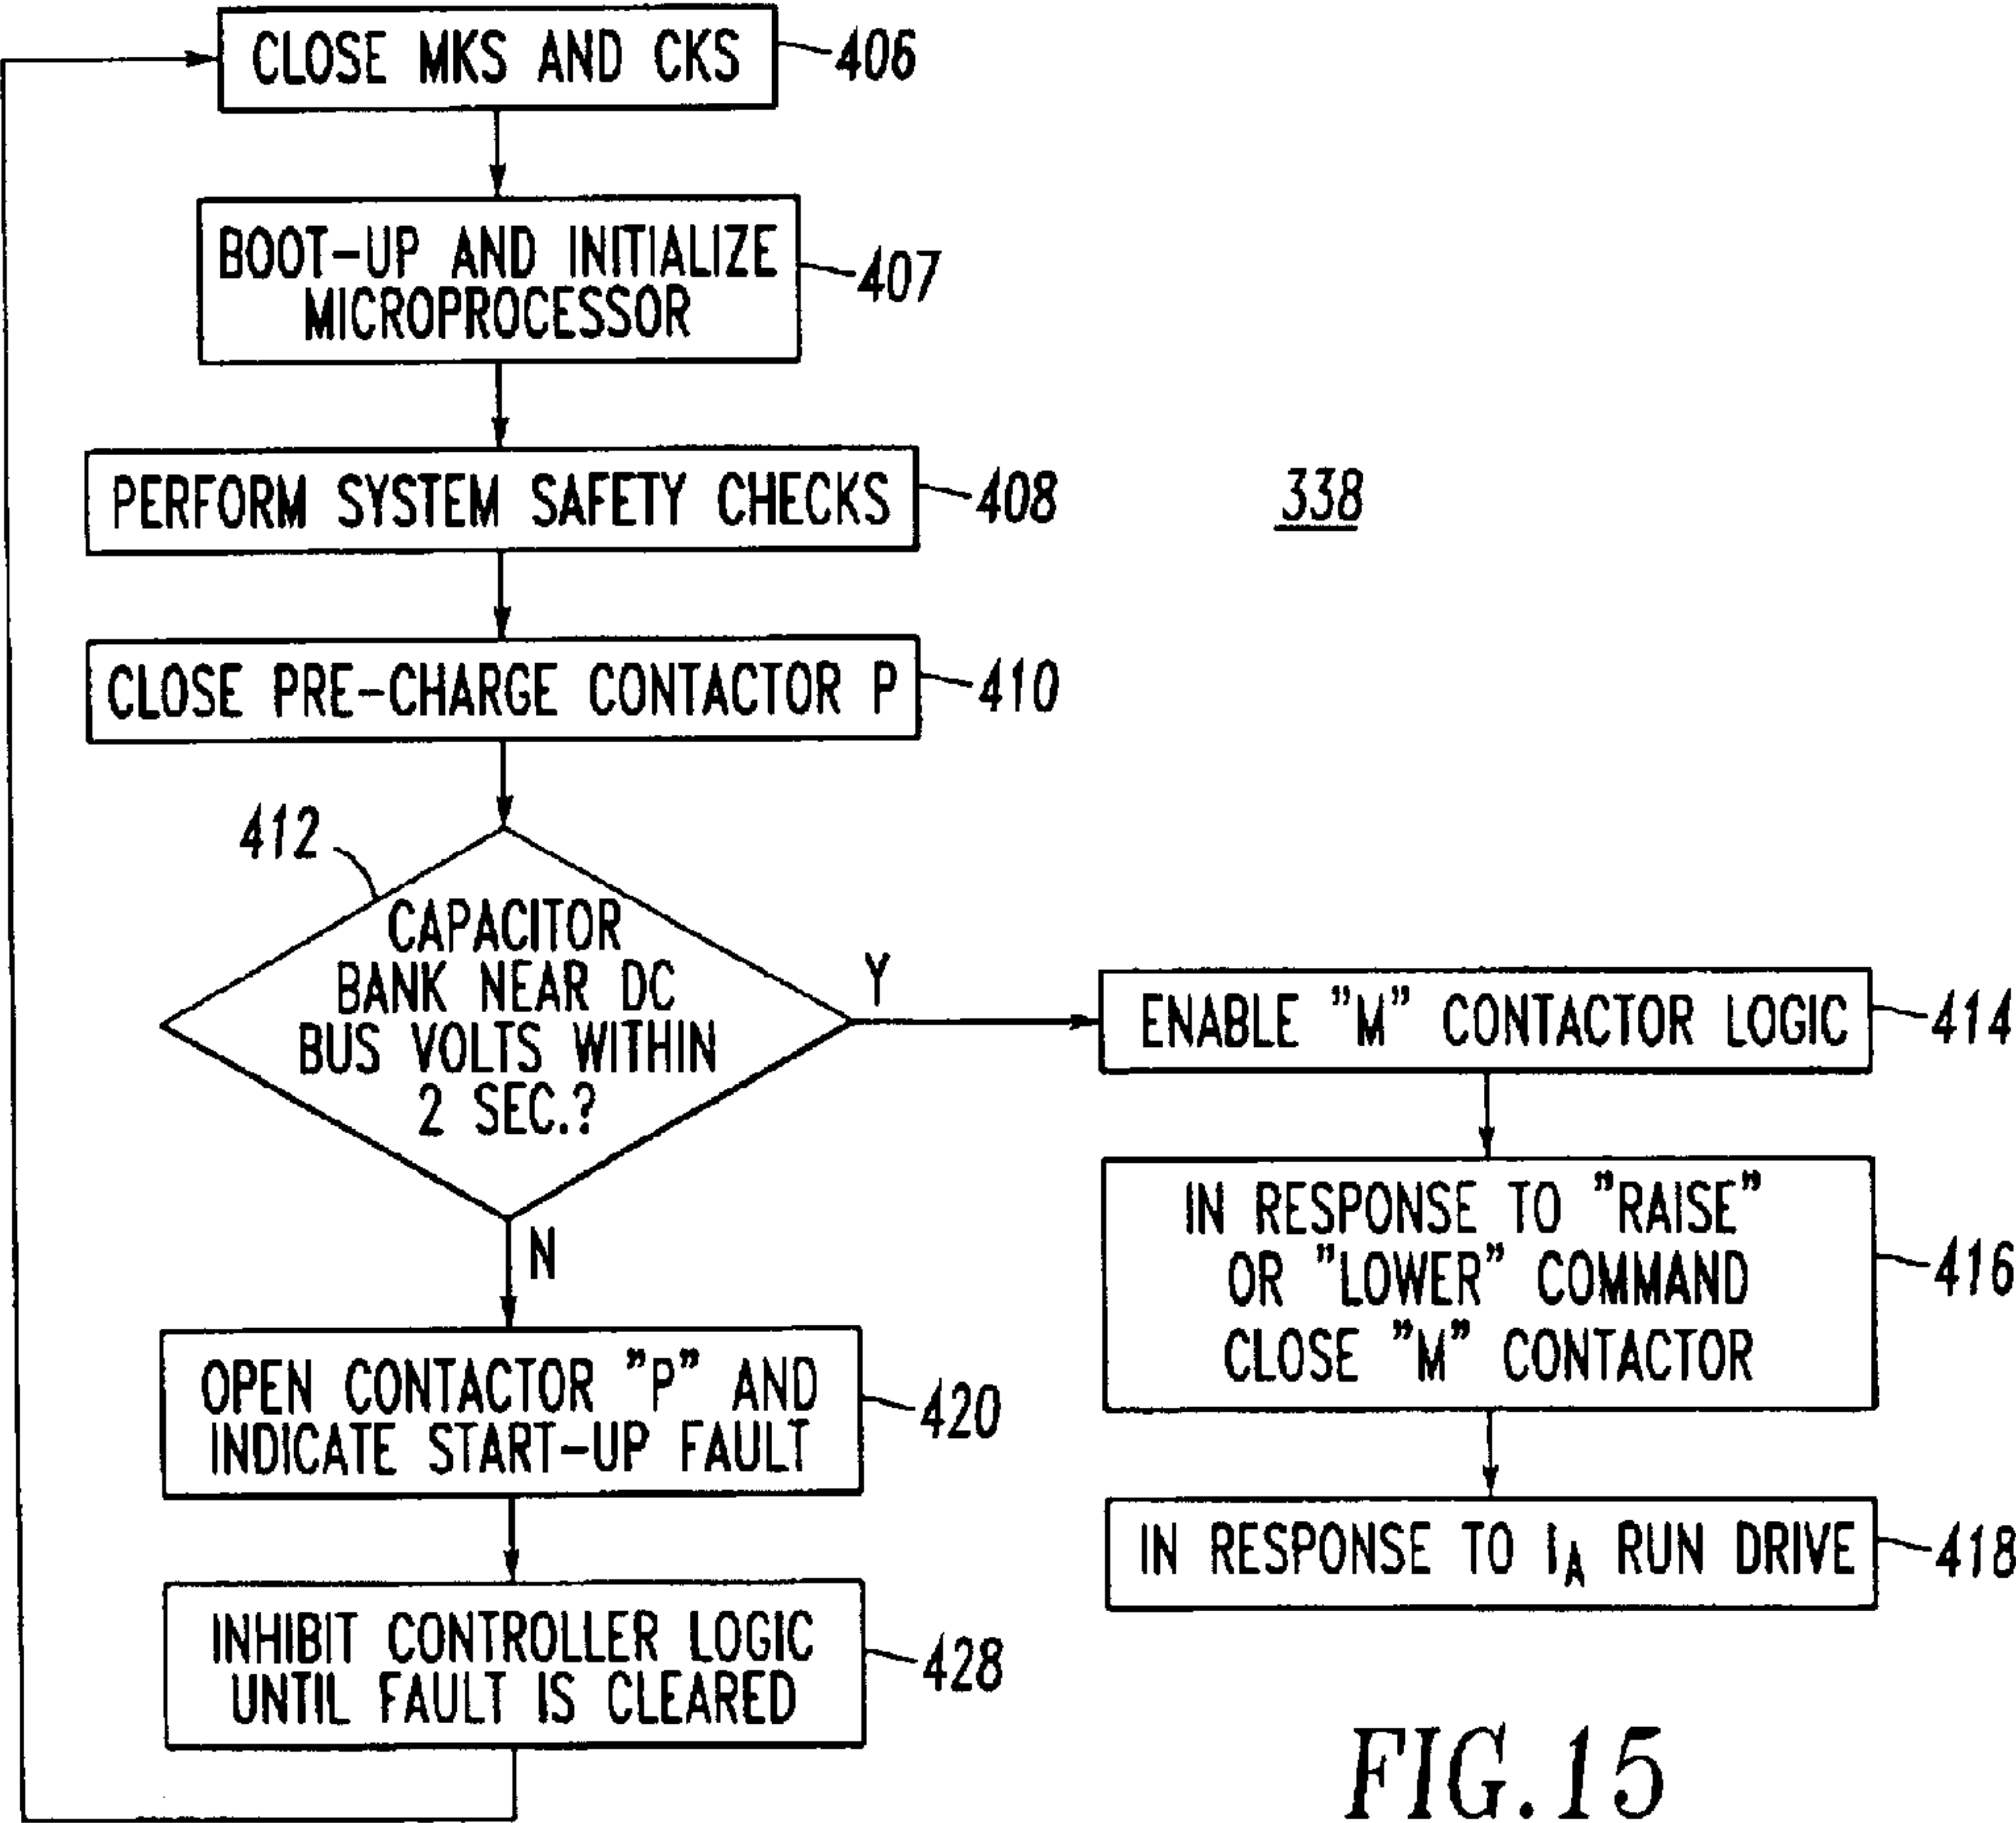 CLOSE MKS AND CKS
406
BOOT-UP AND INITIALIZE
MICROPROCESSOR
407
PERFORM SYSTEM SAFETY CHECKS
408
338
CLOSE PRE-CHARGE CONTACTOR P
410
412
CAPACITOR
BANK NEAR DC
BUS VOLTS WITHIN
2 SEC.?
Y
N
ENABLE "M" CONTACTOR LOGIC
414
IN RESPONSE TO "RAISE"
OR "LOWER" COMMAND
CLOSE "M" CONTACTOR
416
IN RESPONSE TO IA RUN DRIVE
418
OPEN CONTACTOR "P" AND
INDICATE START-UP FAULT
420
INHIBIT CONTROLLER LOGIC
UNTIL FAULT IS CLEARED
428
FIG.15